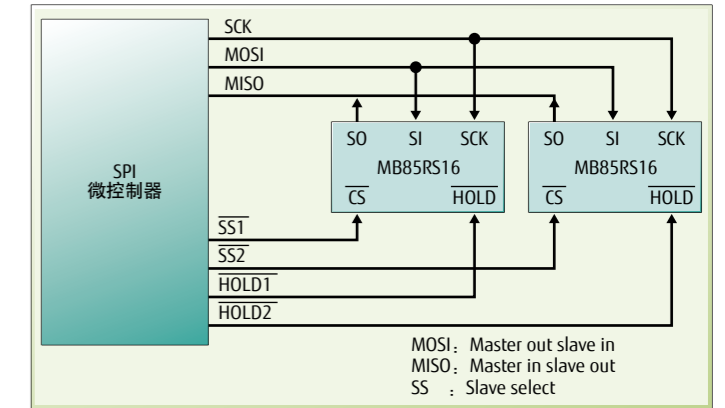 SCK
MOSI
MISO
SO SI SCK
MB85RS16
CS HOLD
SO SI SCK
MB85RS16
CS HOLD
SPI
微控制器
SS1
SS2
HOLD1
HOLD2
MOSI：Master out slave in
MISO：Master in slave out
SS ：Slave select